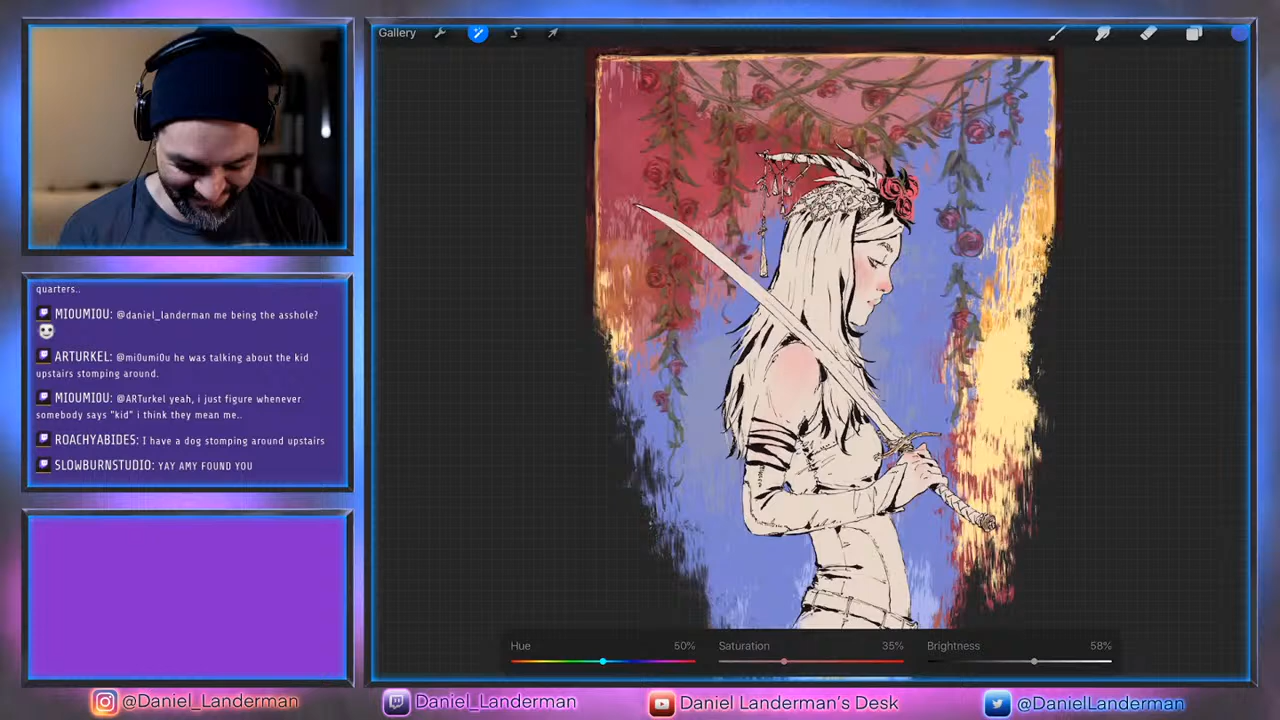 Gallery
quarters..
MIOUMIOU: @daniel_landerman me being the asshole?
ARTURKEL: @mi0umi0u he was talking about the kid
upstairs stomping around.
MIOUMIOU: @ARTurkel yeah, i just figure whenever
somebody says "kid" i think they mean me..
ROACHYABIDES: I have a dog stomping around upstairs
SLOWBURNSTUDIO: YAY AMY FOUND YOU
Hue 50% Saturation 35% Brightness 58%
@Daniel_Landerman Daniel_Landerman Daniel Landerman's Desk @DanielLanderman